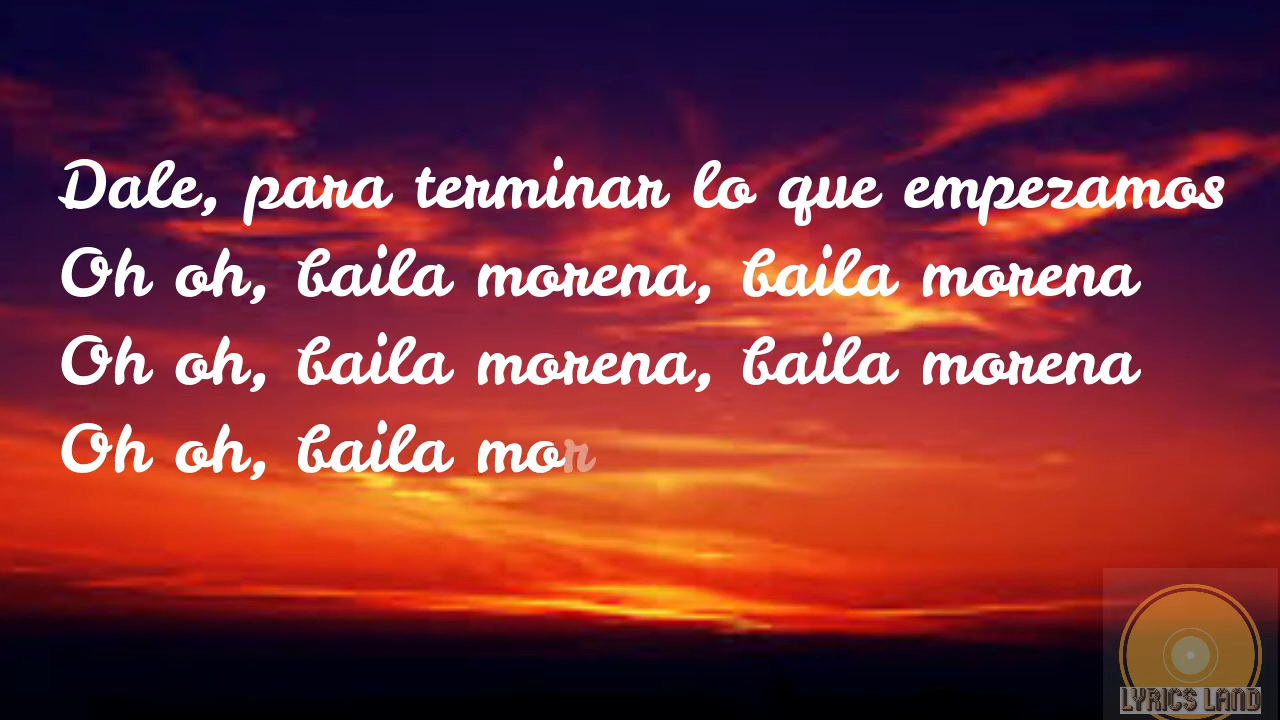 Dale, para terminar lo que empezamos
Oh oh, baila morena, baila morena
Oh oh, baila morena, baila morena
Oh oh, baila mor
LYRICS LAND